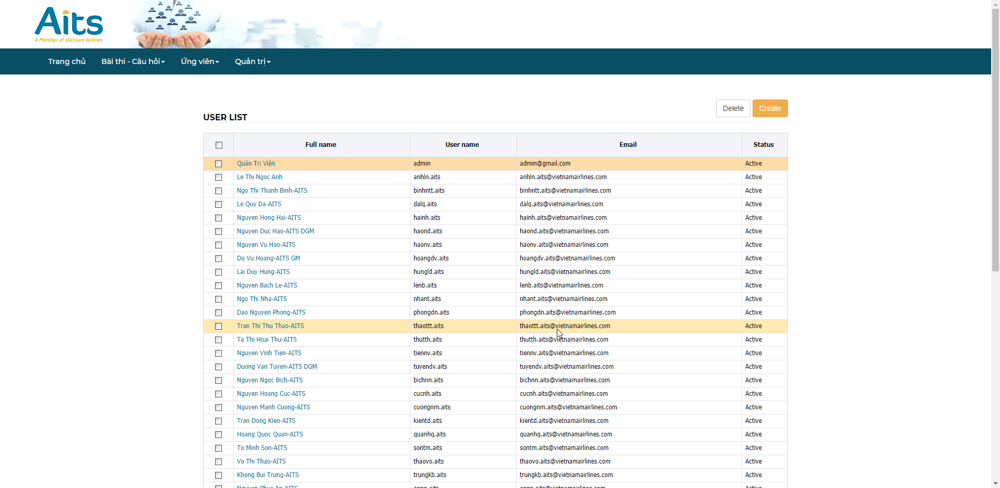 Aits
A Member of Vietnam Airlines
Trang chủ Bài thi - Câu hỏi Ứng viên Quản trị
Delete Create
USER LIST
Full name User name Email Status
Quản Trị Viên admin admin@gmail.com Active
Le Thi Ngoc Anh anhln.aits anhln.aits@vietnamairlines.com Active
Ngo Thi Thanh Binh-AITS binhntt.aits binhntt.aits@vietnamairlines.com Active
Le Quy Da-AITS dalq.aits dalq.aits@vietnamairlines.com Active
Nguyen Hong Hai-AITS hainh.aits hainh.aits@vietnamairlines.com Active
Nguyen Duc Hao-AITS DGM haond.aits haond.aits@vietnamairlines.com Active
Nguyen Vu Hao-AITS haonv.aits haonv.aits@vietnamairlines.com Active
Do Vu Hoang-AITS GM hoangdv.aits hoangdv.aits@vietnamairlines.com Active
Lai Duy Hung-AITS hungld.aits hungld.aits@vietnamairlines.com Active
Nguyen Bach Le-AITS lenb.aits lenb.aits@vietnamairlines.com Active
Ngo Thi Nha-AITS nhant.aits nhant.aits@vietnamairlines.com Active
Dao Nguyen Phong-AITS phongdn.aits phongdn.aits@vietnamairlines.com Active
Tran Thi Thu Thao-AITS thaottt.aits thaottt.aits@vietnamairlines.com Active
Ta Thi Hoai Thu-AITS thutth.aits thutth.aits@vietnamairlines.com Active
Nguyen Vinh Tien-AITS tiennv.aits tiennv.aits@vietnamairlines.com Active
Duong Van Tuyen-AITS DGM tuyendv.aits tuyendv.aits@vietnamairlines.com Active
Nguyen Ngoc Bich-AITS bichnn.aits bichnn.aits@vietnamairlines.com Active
Nguyen Hoang Cuc-AITS cucnh.aits cucnh.aits@vietnamairlines.com Active
Nguyen Manh Cuong-AITS cuongnm.aits cuongnm.aits@vietnamairlines.com Active
Tran Dong Kien-AITS kientd.aits kientd.aits@vietnamairlines.com Active
Hoang Quoc Quan-AITS quanhq.aits quanhq.aits@vietnamairlines.com Active
To Minh Son-AITS sontm.aits sontm.aits@vietnamairlines.com Active
Vo Thi Thao-AITS thaovo.aits thaovo.aits@vietnamairlines.com Active
Khong Bui Trung-AITS trungkb.aits trungkb.aits@vietnamairlines.com Active